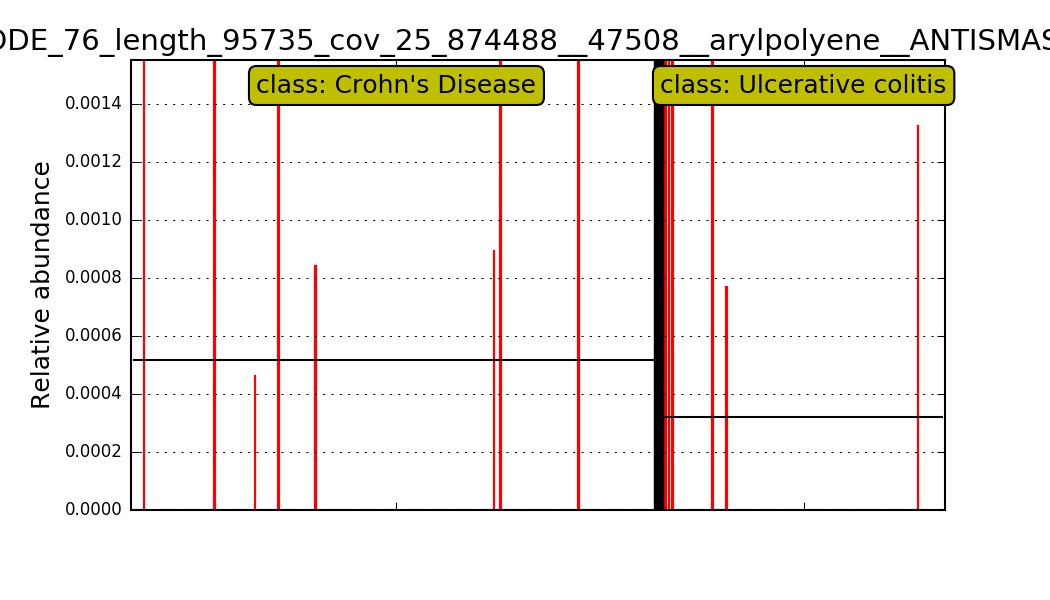 ODE_76_length_95735_cov_25_874488__47508__arylpolyene__ANTISMAS
class: Crohn's Disease
class: Ulcerative colitis
Relative abundance
0.0014
0.0012
0.0010
0.0008
0.0006
0.0004
0.0002
0.0000